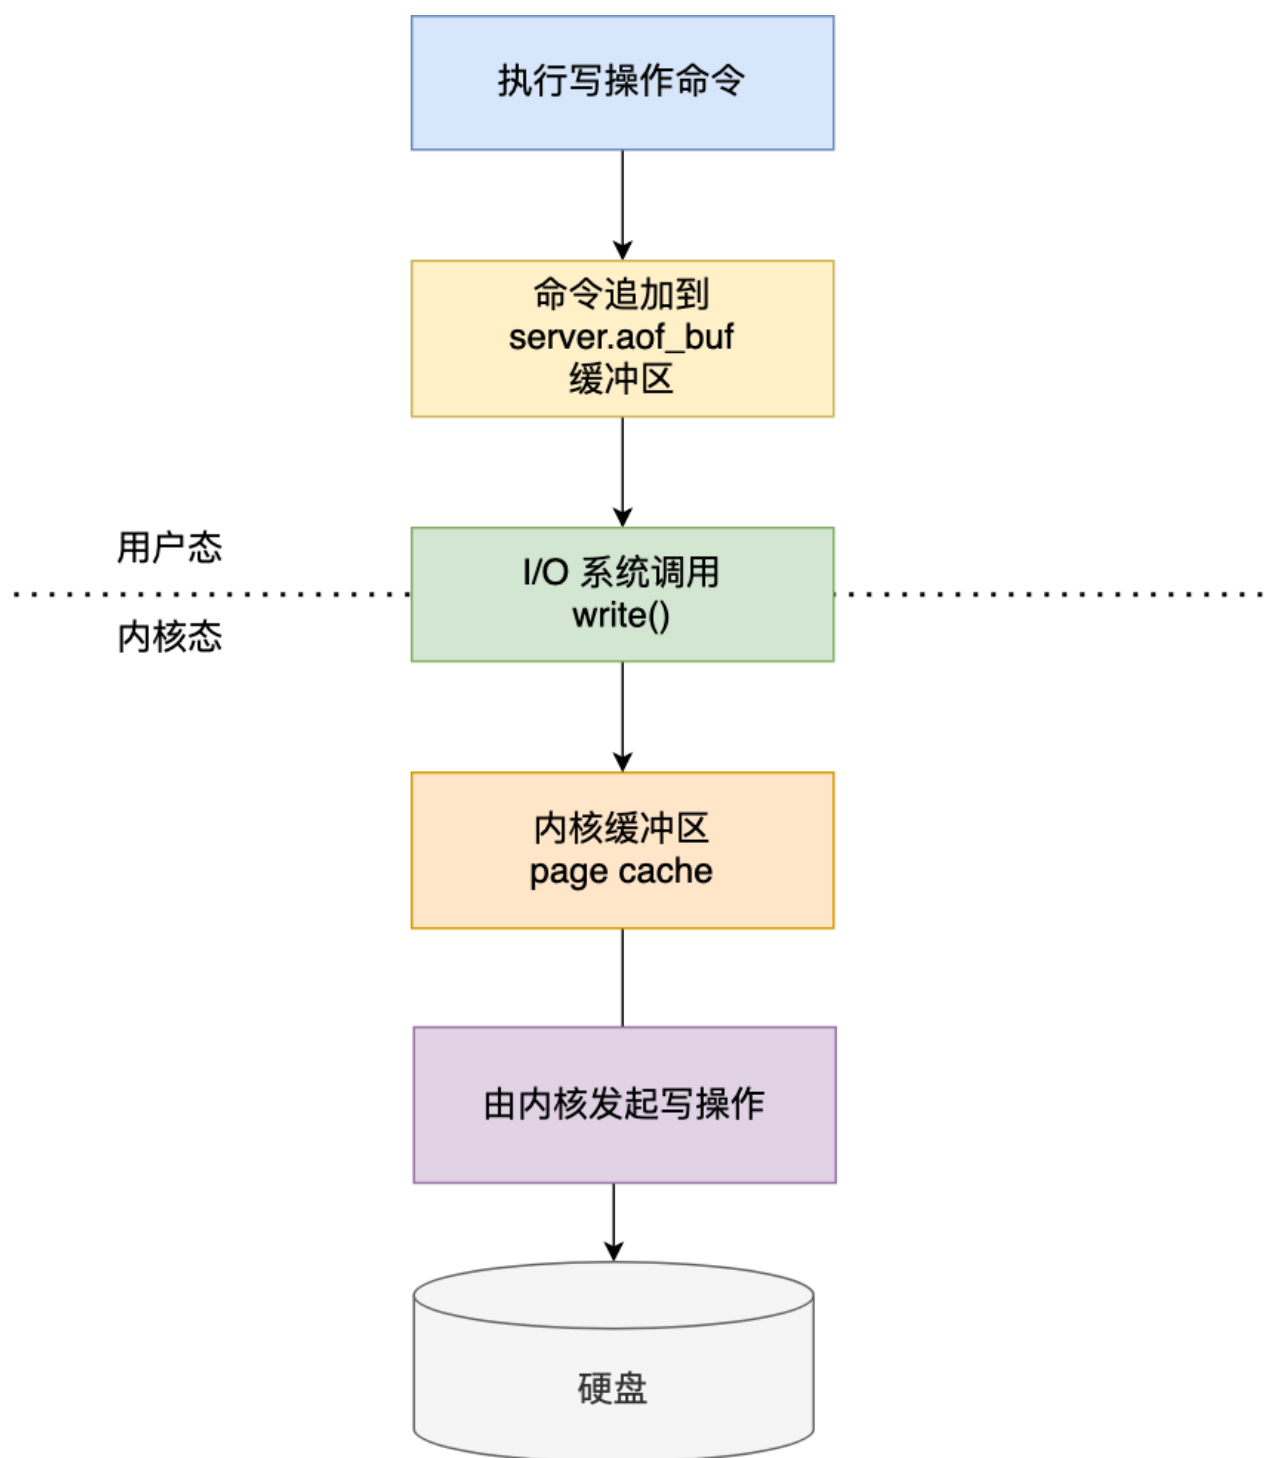 执行写操作命令
命令追加到
server.aof_buf
缓冲区
用户态
I/O 系统调用
write()
内核态
内核缓冲区
page cache
由内核发起写操作
硬盘